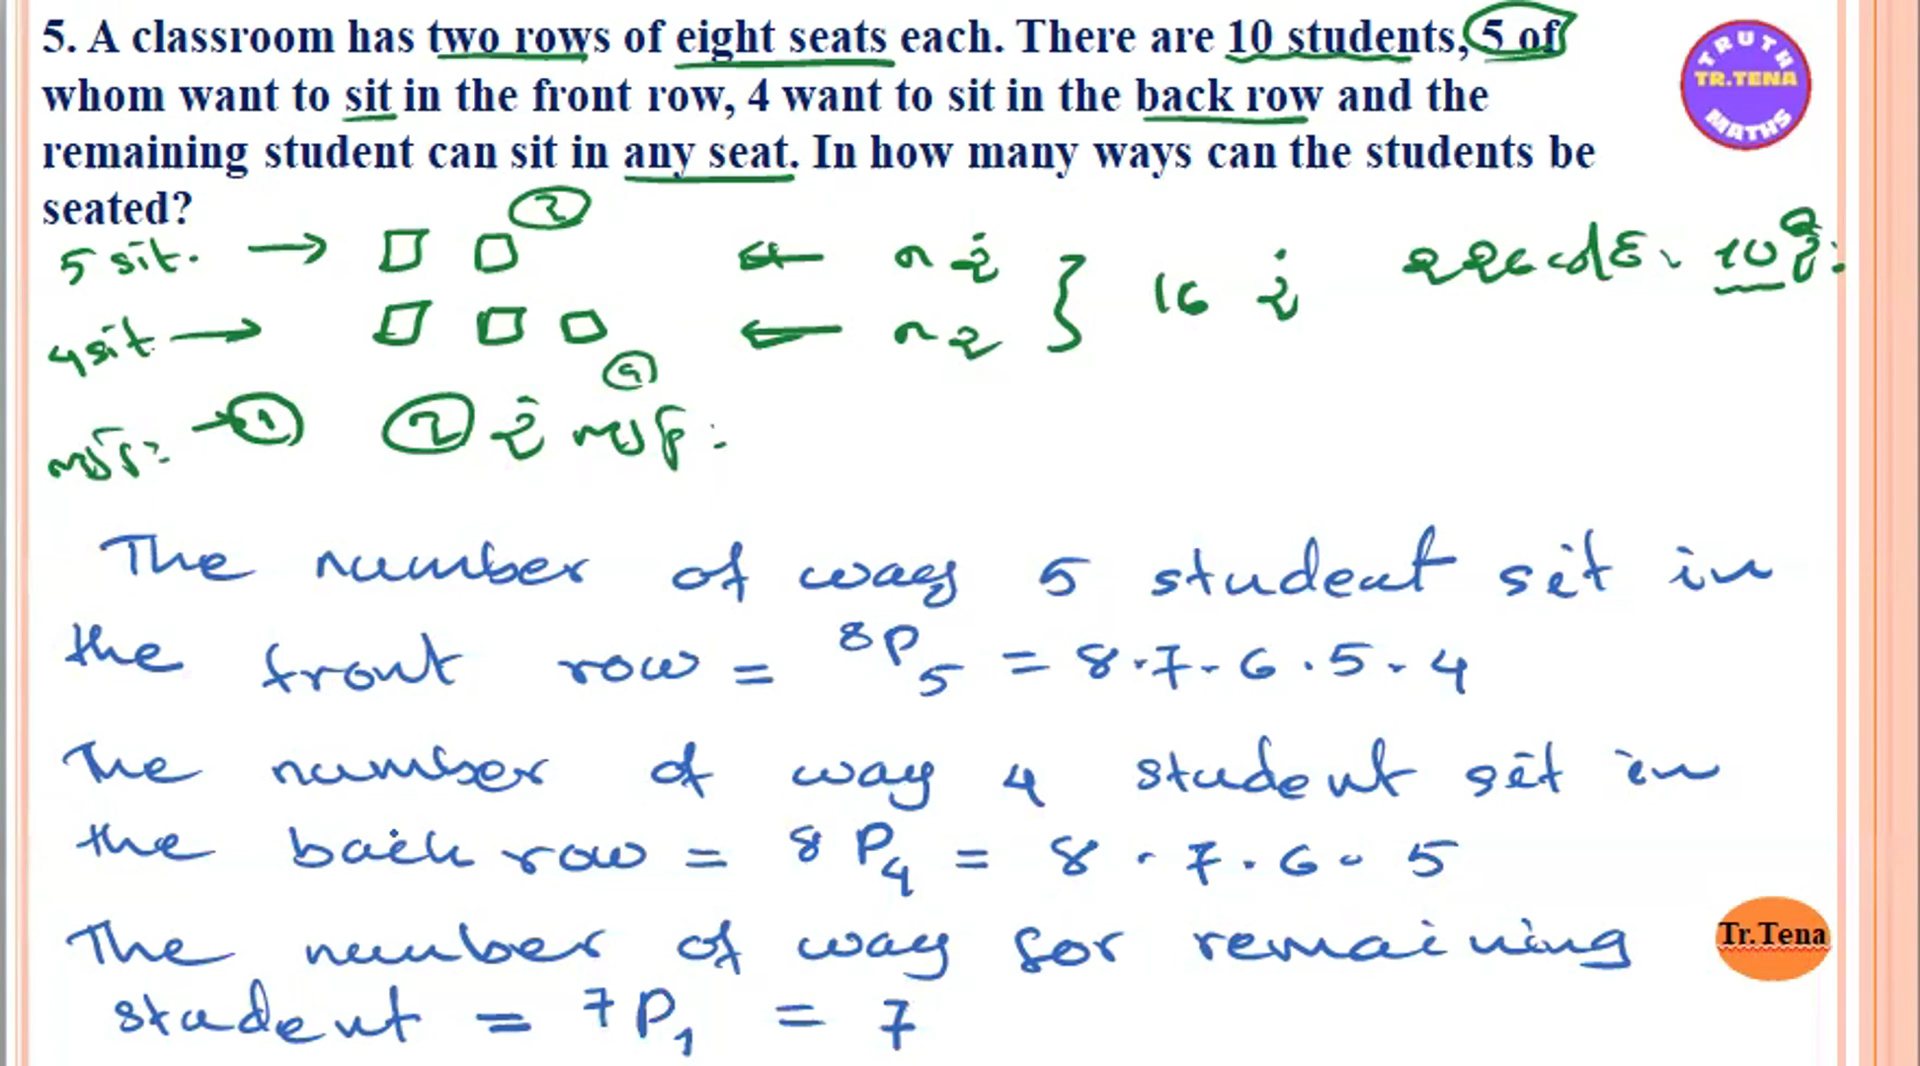 5. A classroom has two rows of eight seats each. There are 10 students, 5 of
whom want to sit in the front row, 4 want to sit in the back row and the
remaining student can sit in any seat. In how many ways can the students be
seated?
TRUTH
TR.TENA
MATHS
5 sit.
4 sit
16
10
1
2
The number of way 5 student sit in
the front row = 8P5 = 8·7·6·5·4
The number of way 4 student sit in
the back row = 8P4 = 8·7·6·5
The number of way for remaining
student = 7P1 = 7
Tr.Tena